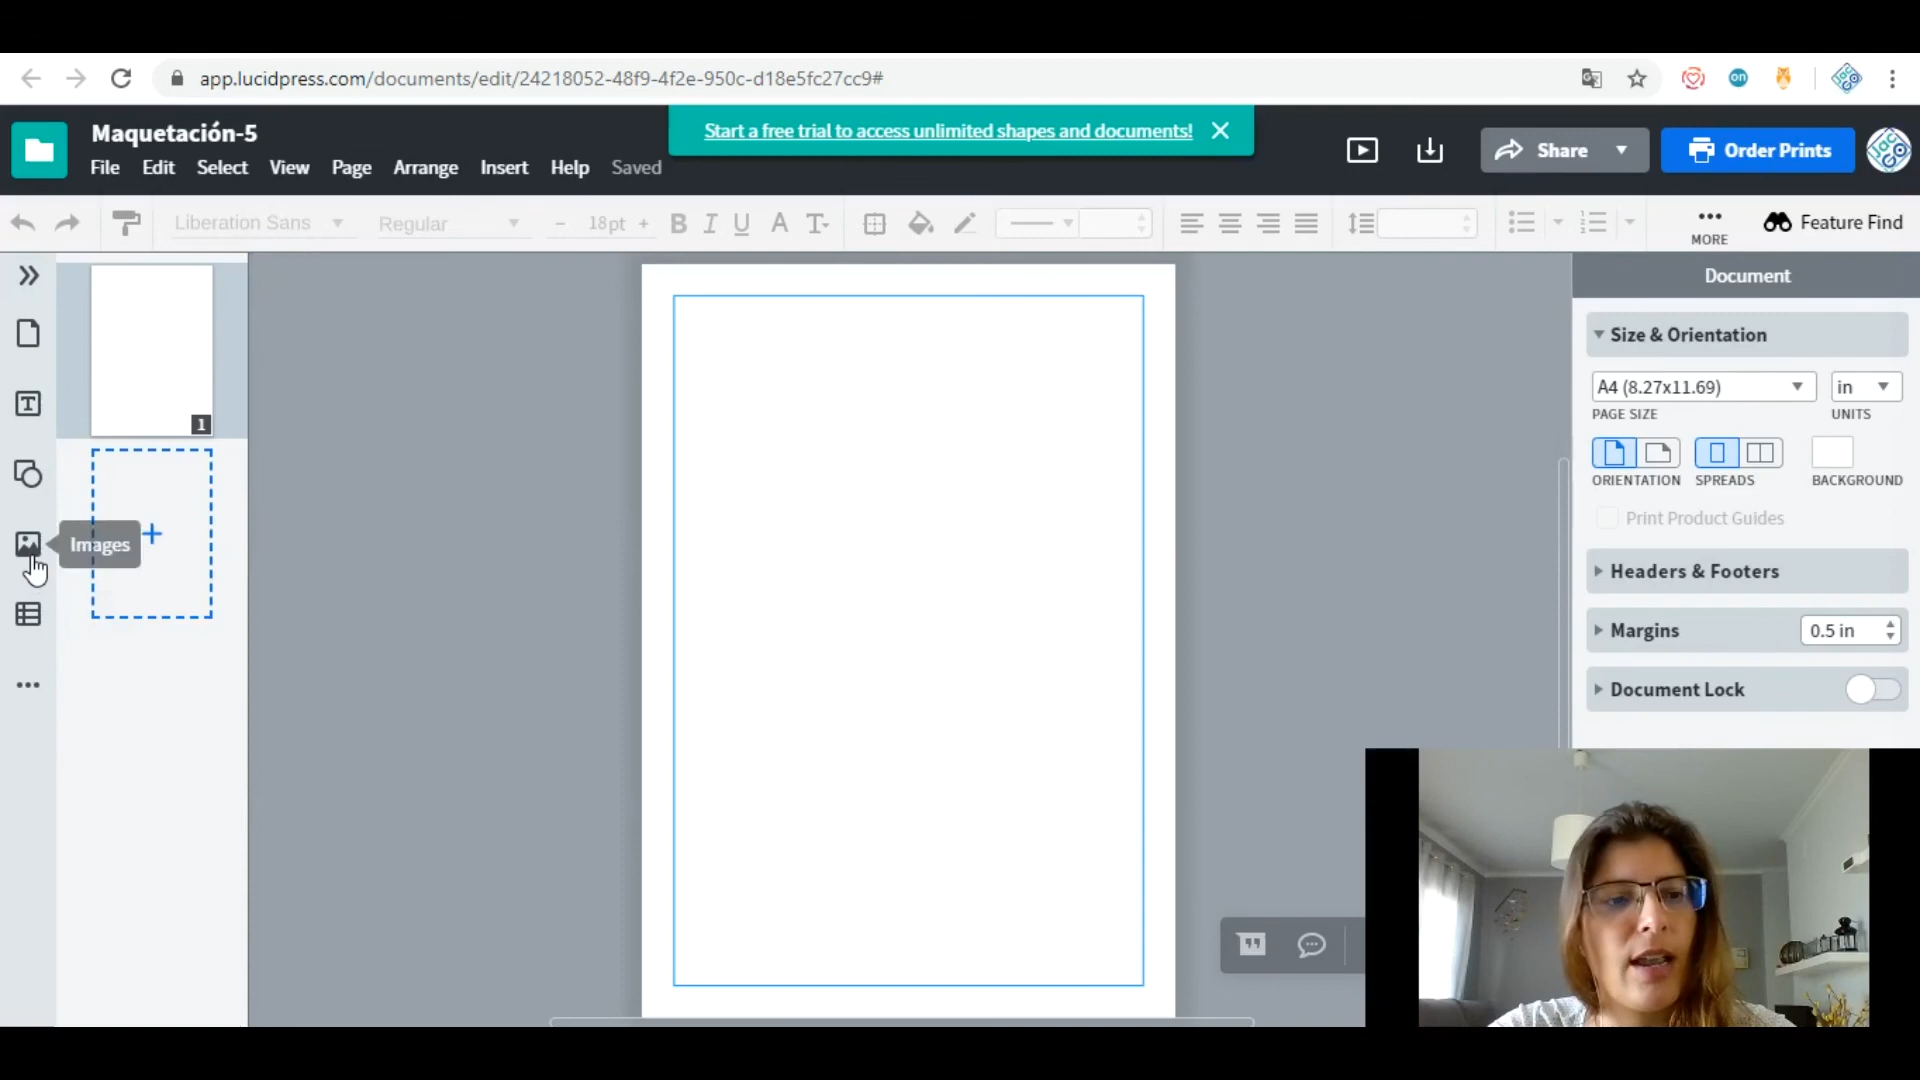 app.lucidpress.com/documents/edit/24218052-48f9-4f2e-950c-d18e5fc27cc9#
on
Maquetación-5
Start a free trial to access unlimited shapes and documents!
File Edit Select View Page Arrange Insert Help Saved
Share
Order Prints
Liberation Sans Regular 18pt
MORE
Feature Find
Document
Size & Orientation
A4 (8.27x11.69) in
PAGE SIZE UNITS
ORIENTATION SPREADS BACKGROUND
Print Product Guides
Headers & Footers
Margins 0.5 in
Document Lock
1
Images